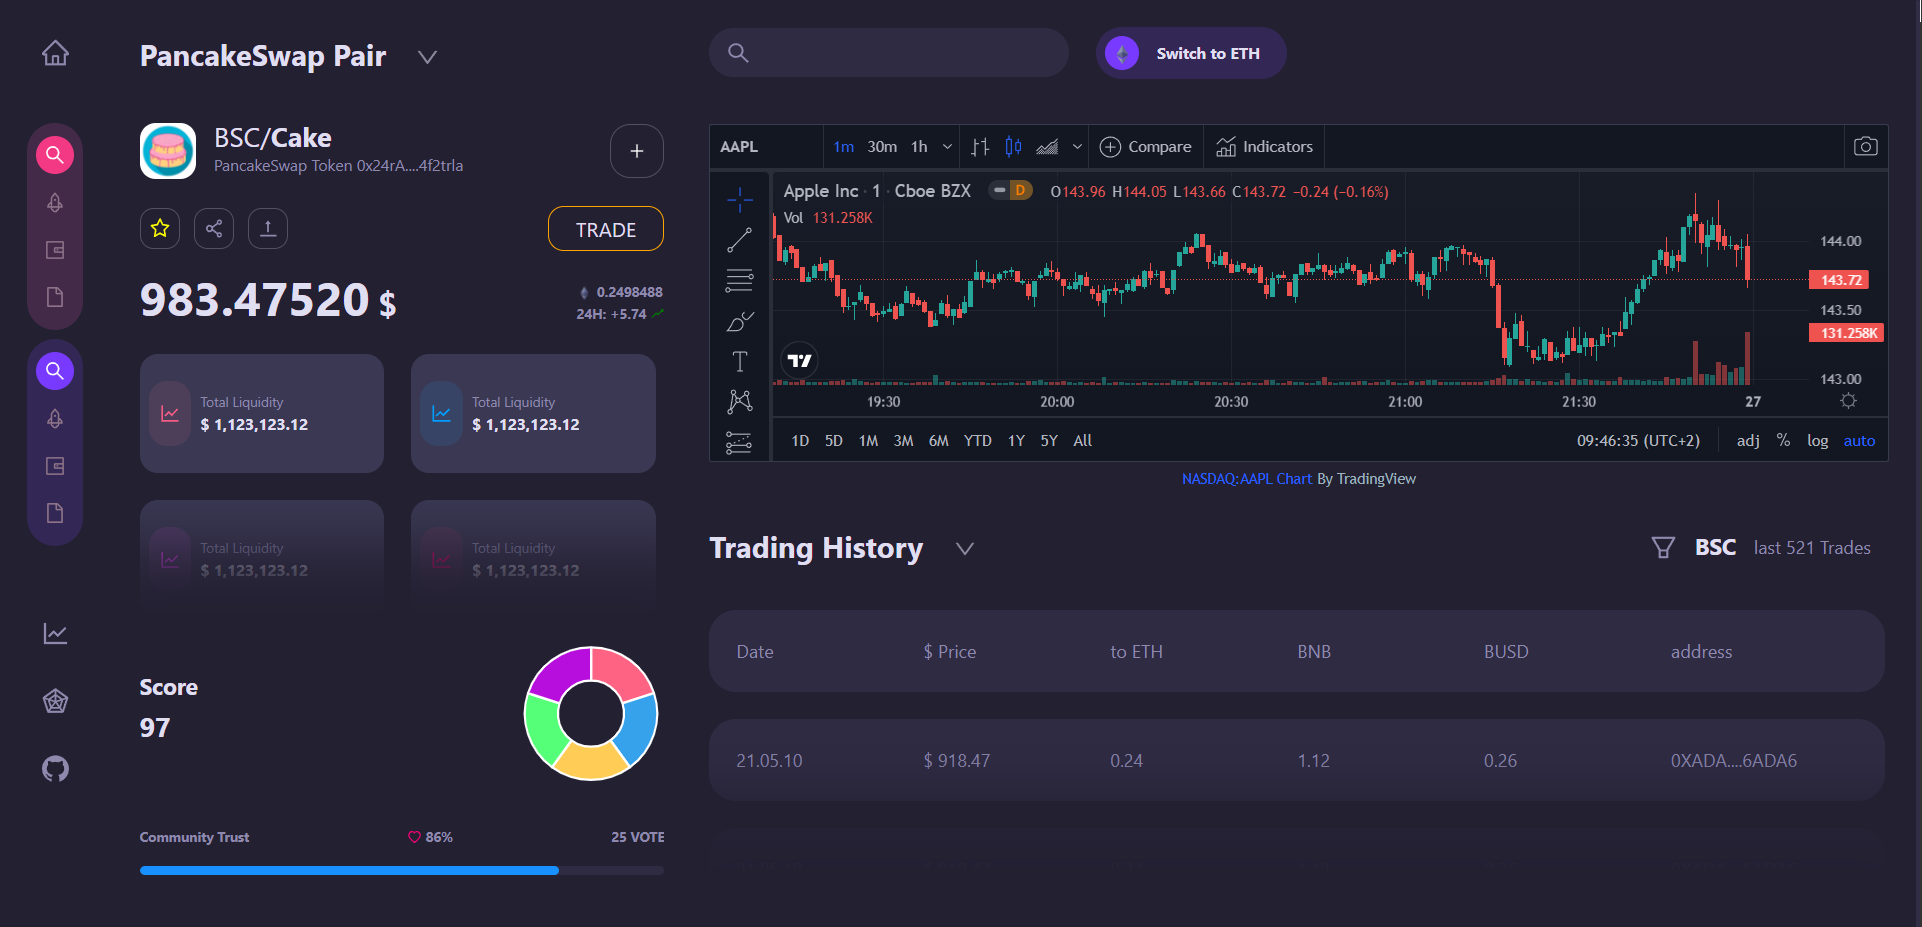 PancakeSwap Pair
Switch to ETH
BSC/Cake
PancakeSwap Token 0x24rA....4f2trla
+
TRADE
983.47520 $
0.2498488
24H: +5.74
Total Liquidity
$ 1,123,123.12
Total Liquidity
$ 1,123,123.12
Total Liquidity
$ 1,123,123.12
Total Liquidity
$ 1,123,123.12
Score
97
Community Trust
86%
25 VOTE
AAPL
1m 30m 1h
Compare
Indicators
Apple Inc · 1 · Cboe BZX
D
O143.96 H144.05 L143.66 C143.72 −0.24 (−0.16%)
Vol 131.258K
144.00
143.72
143.50
131.258K
143.00
19:30 20:00 20:30 21:00 21:30 27
1D 5D 1M 3M 6M YTD 1Y 5Y All
09:46:35 (UTC+2)
adj % log auto
NASDAQ:AAPL Chart By TradingView
Trading History
BSC last 521 Trades
Date $ Price to ETH BNB BUSD address
21.05.10 $ 918.47 0.24 1.12 0.26 0XADA....6ADA6